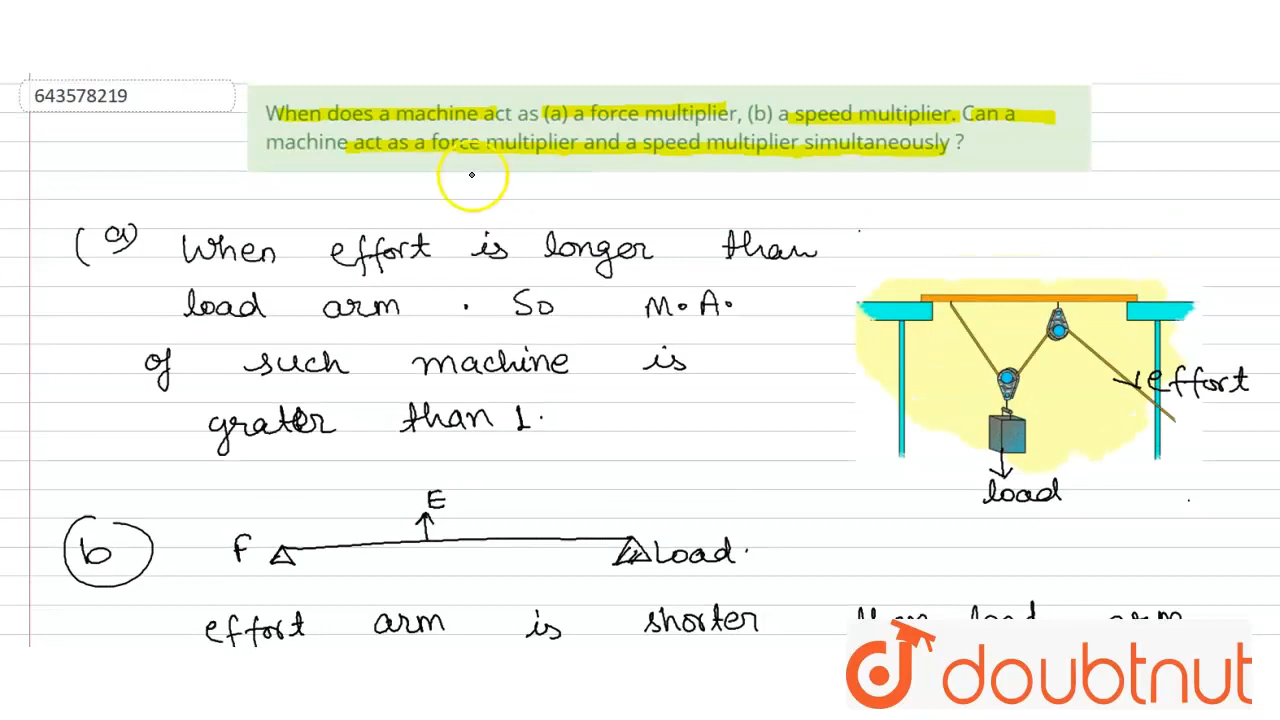 643578219
When does a machine act as (a) a force multiplier, (b) a speed multiplier. Can a
machine act as a force multiplier and a speed multiplier simultaneously ?
(a) When effort is longer than
load arm . So M.A.
of such machine is
grater than 1.
effort
load
E
b F Load.
effort arm is shorter load arm
doubtnut